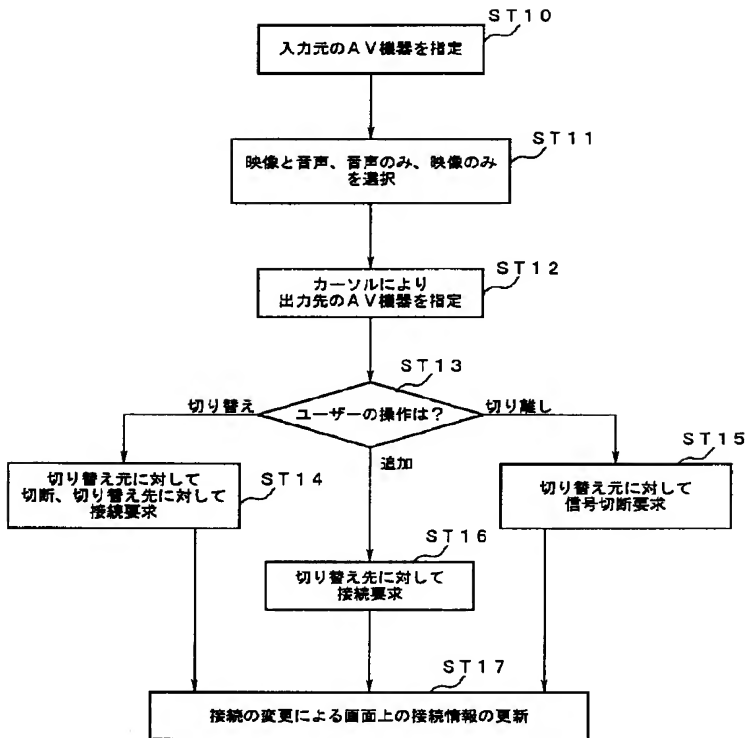 ST10
入力元のAV機器を指定
ST11
映像と音声、音声のみ、映像のみ
を選択
ST12
カーソルにより
出力先のAV機器を指定
ST13
ユーザーの操作は?
切り替え
切り離し
追加
ST14
切り替え元に対して
切断、切り替え先に対して
接続要求
ST15
切り替え元に対して
信号切断要求
ST16
切り替え先に対して
接続要求
ST17
接続の変更による画面上の接続情報の更新